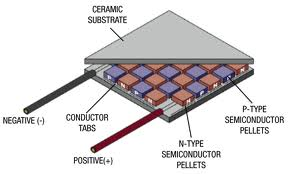 CERAMIC
SUBSTRATE
P-TYPE
SEMICONDUCTOR
PELLETS
CONDUCTOR
TABS
NEGATIVE (-)
N-TYPE
SEMICONDUCTOR
PELLETS
POSITIVE(+)